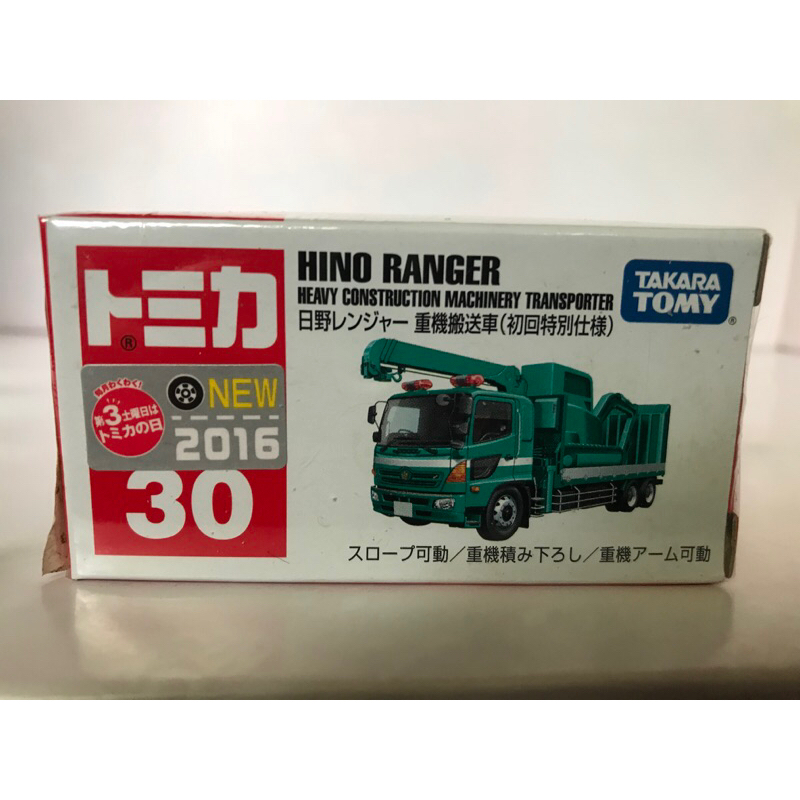 トミカ
®
HINO RANGER
HEAVY CONSTRUCTION MACHINERY TRANSPORTER
日野レンジャー 重機搬送車(初回特別仕様)
TAKARA
TOMY
®
毎月わくわく!
第3土曜日は
トミカの日
NEW
2016
30
スロープ可動/重機積み下ろし/重機アーム可動